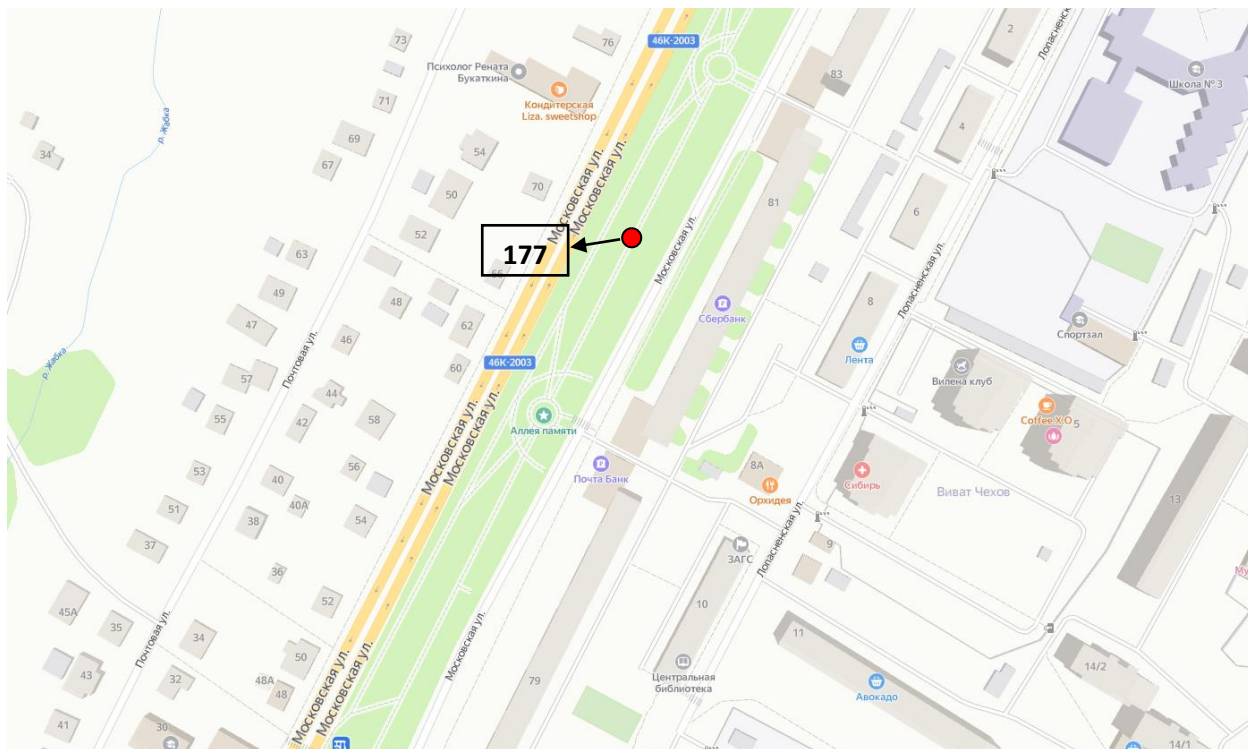 73
76
46К-2003
2
Лопасненск
Психолог Рената
Букаткина
83
Школа № 3
Кондитерская
Liza. sweetshop
71
р. Жабка
69
4
34
67
54
Московская ул.
Московская ул.
50
70
81
6
52
177
66
Московская ул.
Лопасненская ул.
63
49
48
8
Сбербанк
47
62
46
Почтовая ул.
Спортзал
Лента
46К-2003
60
р. Жабка
57
Вилена клуб
44
55
42
58
Coffee X.O.
5
Аллея памяти
Московская ул.
Московская ул.
56
53
40
Почта Банк
8А
Сибирь
Орхидея
Виват Чехов
13
51
40А
54
38
37
9
ЗАГС
Лопасненская ул.
36
Му
52
45А
35
10
34
Почтовая ул.
Московская ул.
11
50
43
32
48А
48
Центральная
библиотека
79
14/2
Авокадо
Московская ул.
Московская ул.
41
30
14/1